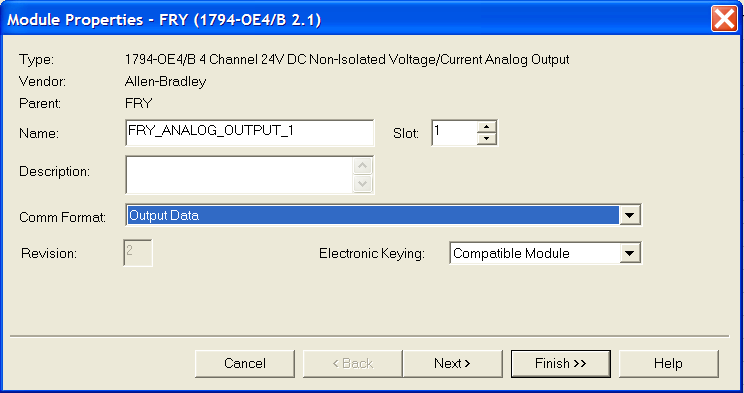 Module Properties - FRY (1794-OE4/B 2.1)
Type: 1794-OE4/B 4 Channel 24V DC Non-Isolated Voltage/Current Analog Output
Vendor: Allen-Bradley
Parent: FRY
Name: FRY_ANALOG_OUTPUT_1 Slot: 1
Description:
Comm Format: Output Data
Revision: 2 Electronic Keying: Compatible Module
Cancel < Back Next > Finish >> Help